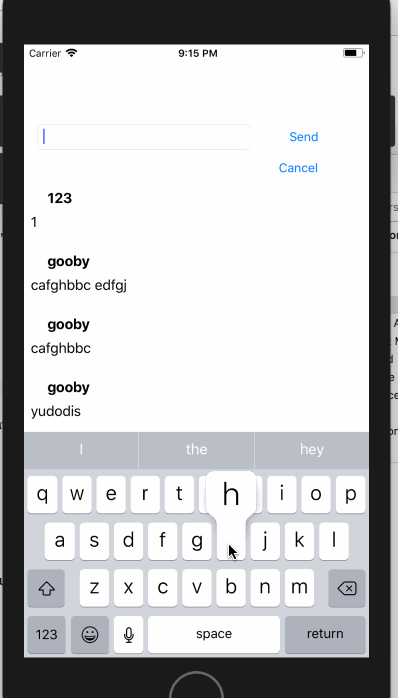 Carrier 9:15 PM
Send
Cancel
123
1
gooby
cafghbbc edfgj
gooby
cafghbbc
gooby
yudodis
I the hey
q w e r t h i o p
a s d f g j k l
z x c v b n m
123 space return